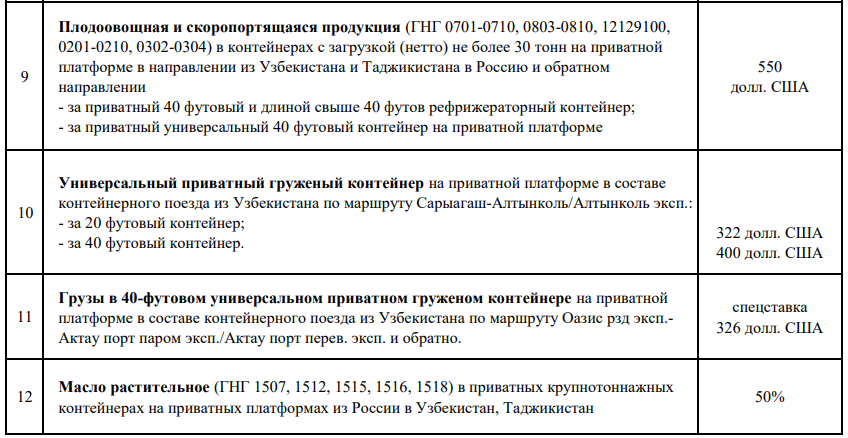 9
Плодоовощная и скоропортящаяся продукция (ГНГ 0701-0710, 0803-0810, 12129100,
0201-0210, 0302-0304) в контейнерах с загрузкой (нетто) не более 30 тонн на приватной
платформе в направлении из Узбекистана и Таджикистана в Россию и обратном
направлении
- за приватный 40 футовый и длиной свыше 40 футов рефрижераторный контейнер;
- за приватный универсальный 40 футовый контейнер на приватной платформе
550
долл. США
10
Универсальный приватный груженый контейнер на приватной платформе в составе
контейнерного поезда из Узбекистана по маршруту Сарыагаш-Алтынколь/Алтынколь эксп.:
- за 20 футовый контейнер;
- за 40 футовый контейнер.
322 долл. США
400 долл. США
11
Грузы в 40-футовом универсальном приватном груженом контейнере на приватной
платформе в составе контейнерного поезда из Узбекистана по маршруту Оазис рзд эксп.-
Актау порт паром эксп./Актау порт перев. эксп. и обратно.
спецставка
326 долл. США
12
Масло растительное (ГНГ 1507, 1512, 1515, 1516, 1518) в приватных крупнотоннажных
контейнерах на приватных платформах из России в Узбекистан, Таджикистан
50%